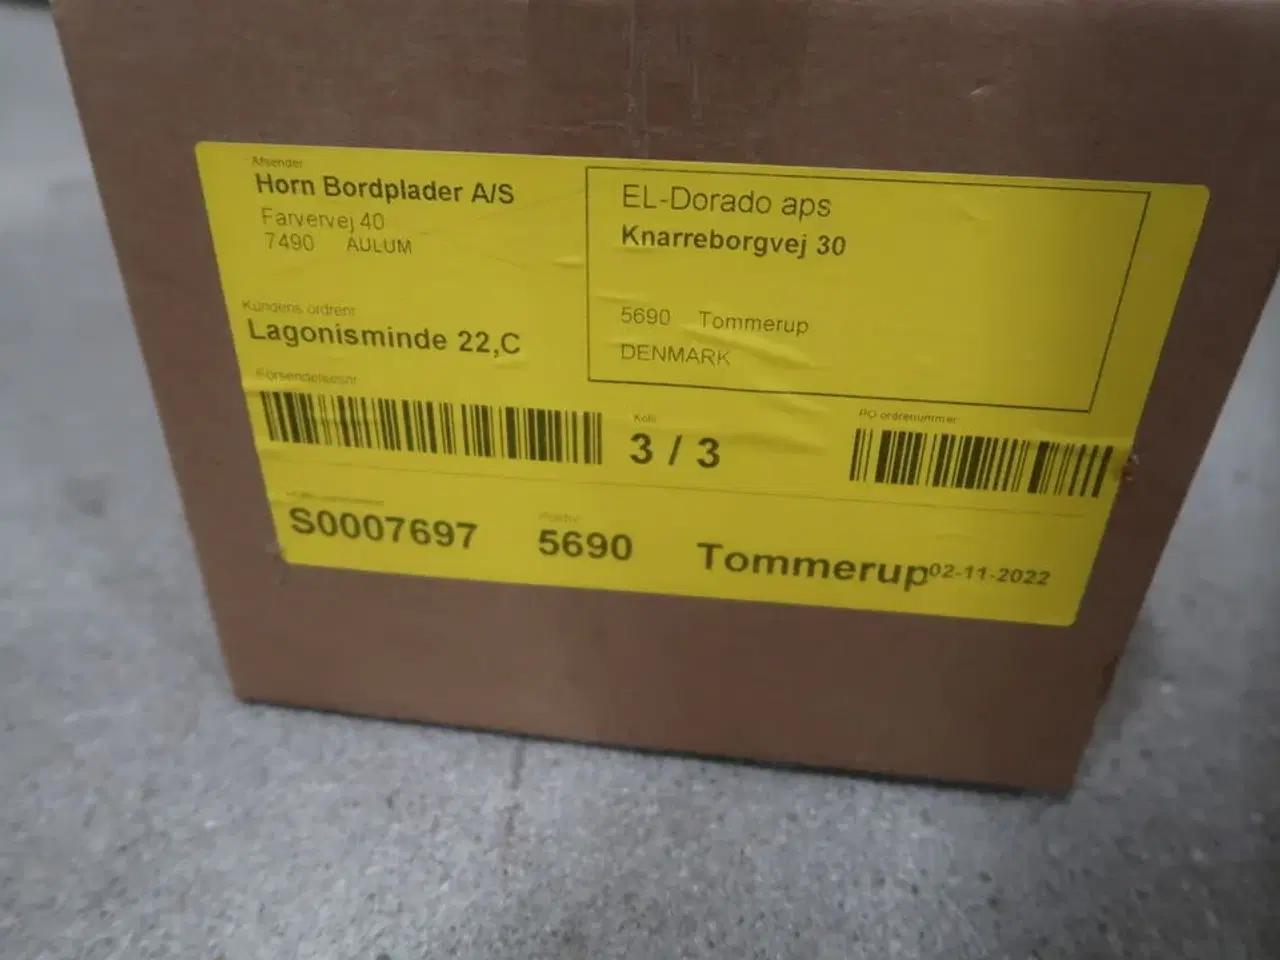 Afsender
Horn Bordplader A/S
Farvervej 40
7490 AULUM
EL-Dorado aps
Knarreborgvej 30
5690 Tommerup
DENMARK
Kundens ordrenr
Lagonisminde 22,C
Forsendelsesnr
Kolli
3 / 3
PO ordrenummer
S0007697
Postnr
5690
Tommerup
02-11-2022